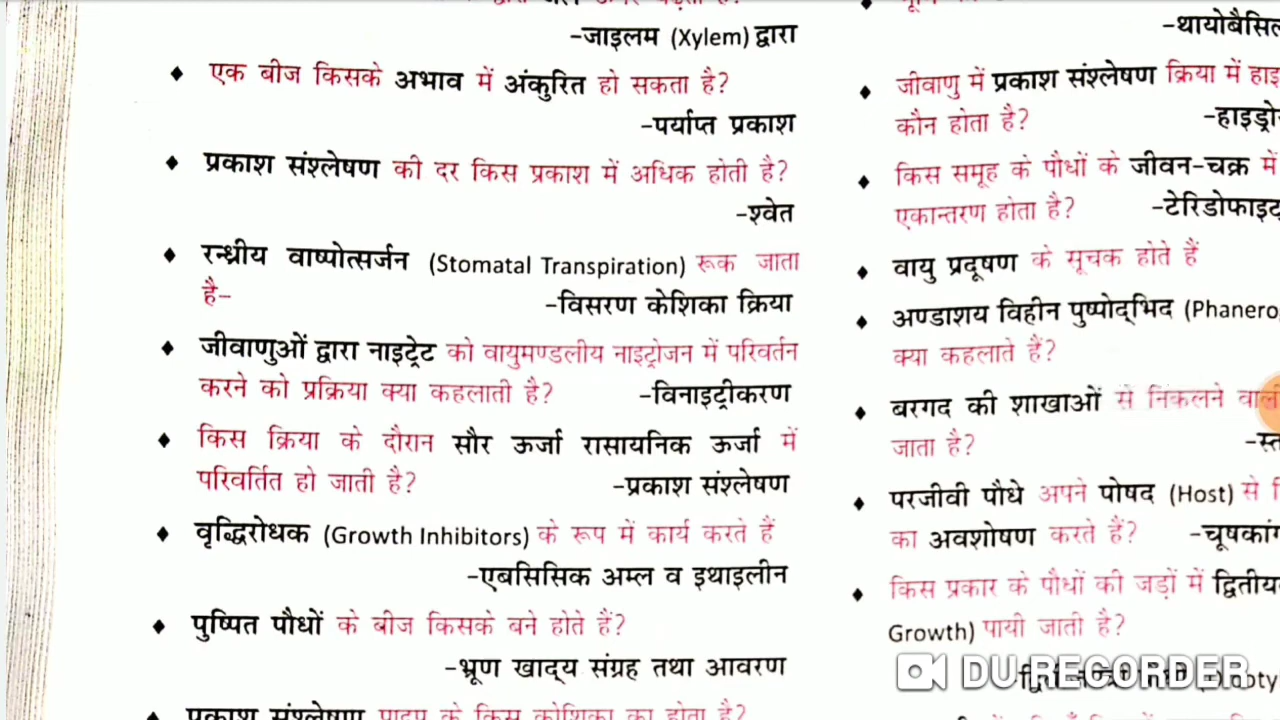 -जाइलम (Xylem) द्वारा
♦ एक बीज किसके अभाव में अंकुरित हो सकता है?
-पर्याप्त प्रकाश
♦ प्रकाश संश्लेषण की दर किस प्रकाश में अधिक होती है?
-श्वेत
♦ रन्ध्रीय वाष्पोत्सर्जन (Stomatal Transpiration) रूक जाता
है-
-विसरण केशिका क्रिया
♦ जीवाणुओं द्वारा नाइट्रेट को वायुमण्डलीय नाइट्रोजन में परिवर्तन
करने को प्रक्रिया क्या कहलाती है?
-विनाइट्रीकरण
♦ किस क्रिया के दौरान सौर ऊर्जा रासायनिक ऊर्जा में
परिवर्तित हो जाती है?
-प्रकाश संश्लेषण
♦ वृद्धिरोधक (Growth Inhibitors) के रूप में कार्य करते हैं
-एबसिसिक अम्ल व इथाइलीन
♦ पुष्पित पौधों के बीज किसके बने होते हैं?
-भ्रूण खाद्य संग्रह तथा आवरण
प्रकाश संश्लेषण पादप के किस कोशिका का होता है?
♦ जीवाणु में प्रकाश संश्लेषण क्रिया में
कौन होता है?
♦ किस समूह के पौधों के जीवन-चक्र में
एकान्तरण होता है?
♦ वायु प्रदूषण के सूचक होते हैं
♦ अण्डाशय विहीन पुष्पोद्भिद
क्या कहलाते हैं?
♦ बरगद की शाखाओं से निकलने
जाता है?
♦ परजीवी पौधे अपने पोषद (Host) से
का अवशोषण करते हैं?
♦ किस प्रकार के पौधों की जड़ों में
Growth) पायी जाती है?
DU RECORDER